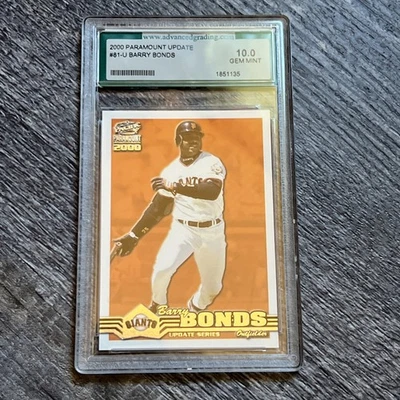 www.advancedgrading.com
2000 PARAMOUNT UPDATE
#81-U BARRY BONDS
10.0
GEM MINT
1851135
PARAMOUNT
2000
GIANTS
Barry
BONDS
UPDATE SERIES
Outfielder